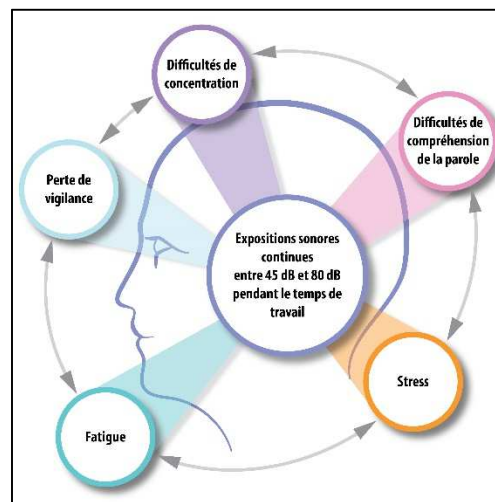 Difficultés de
concentration
Difficultés de
compréhension
de la parole
Perte de
vigilance
Expositions sonores
continues
entre 45 dB et 80 dB
pendant le temps de
travail
Stress
Fatigue